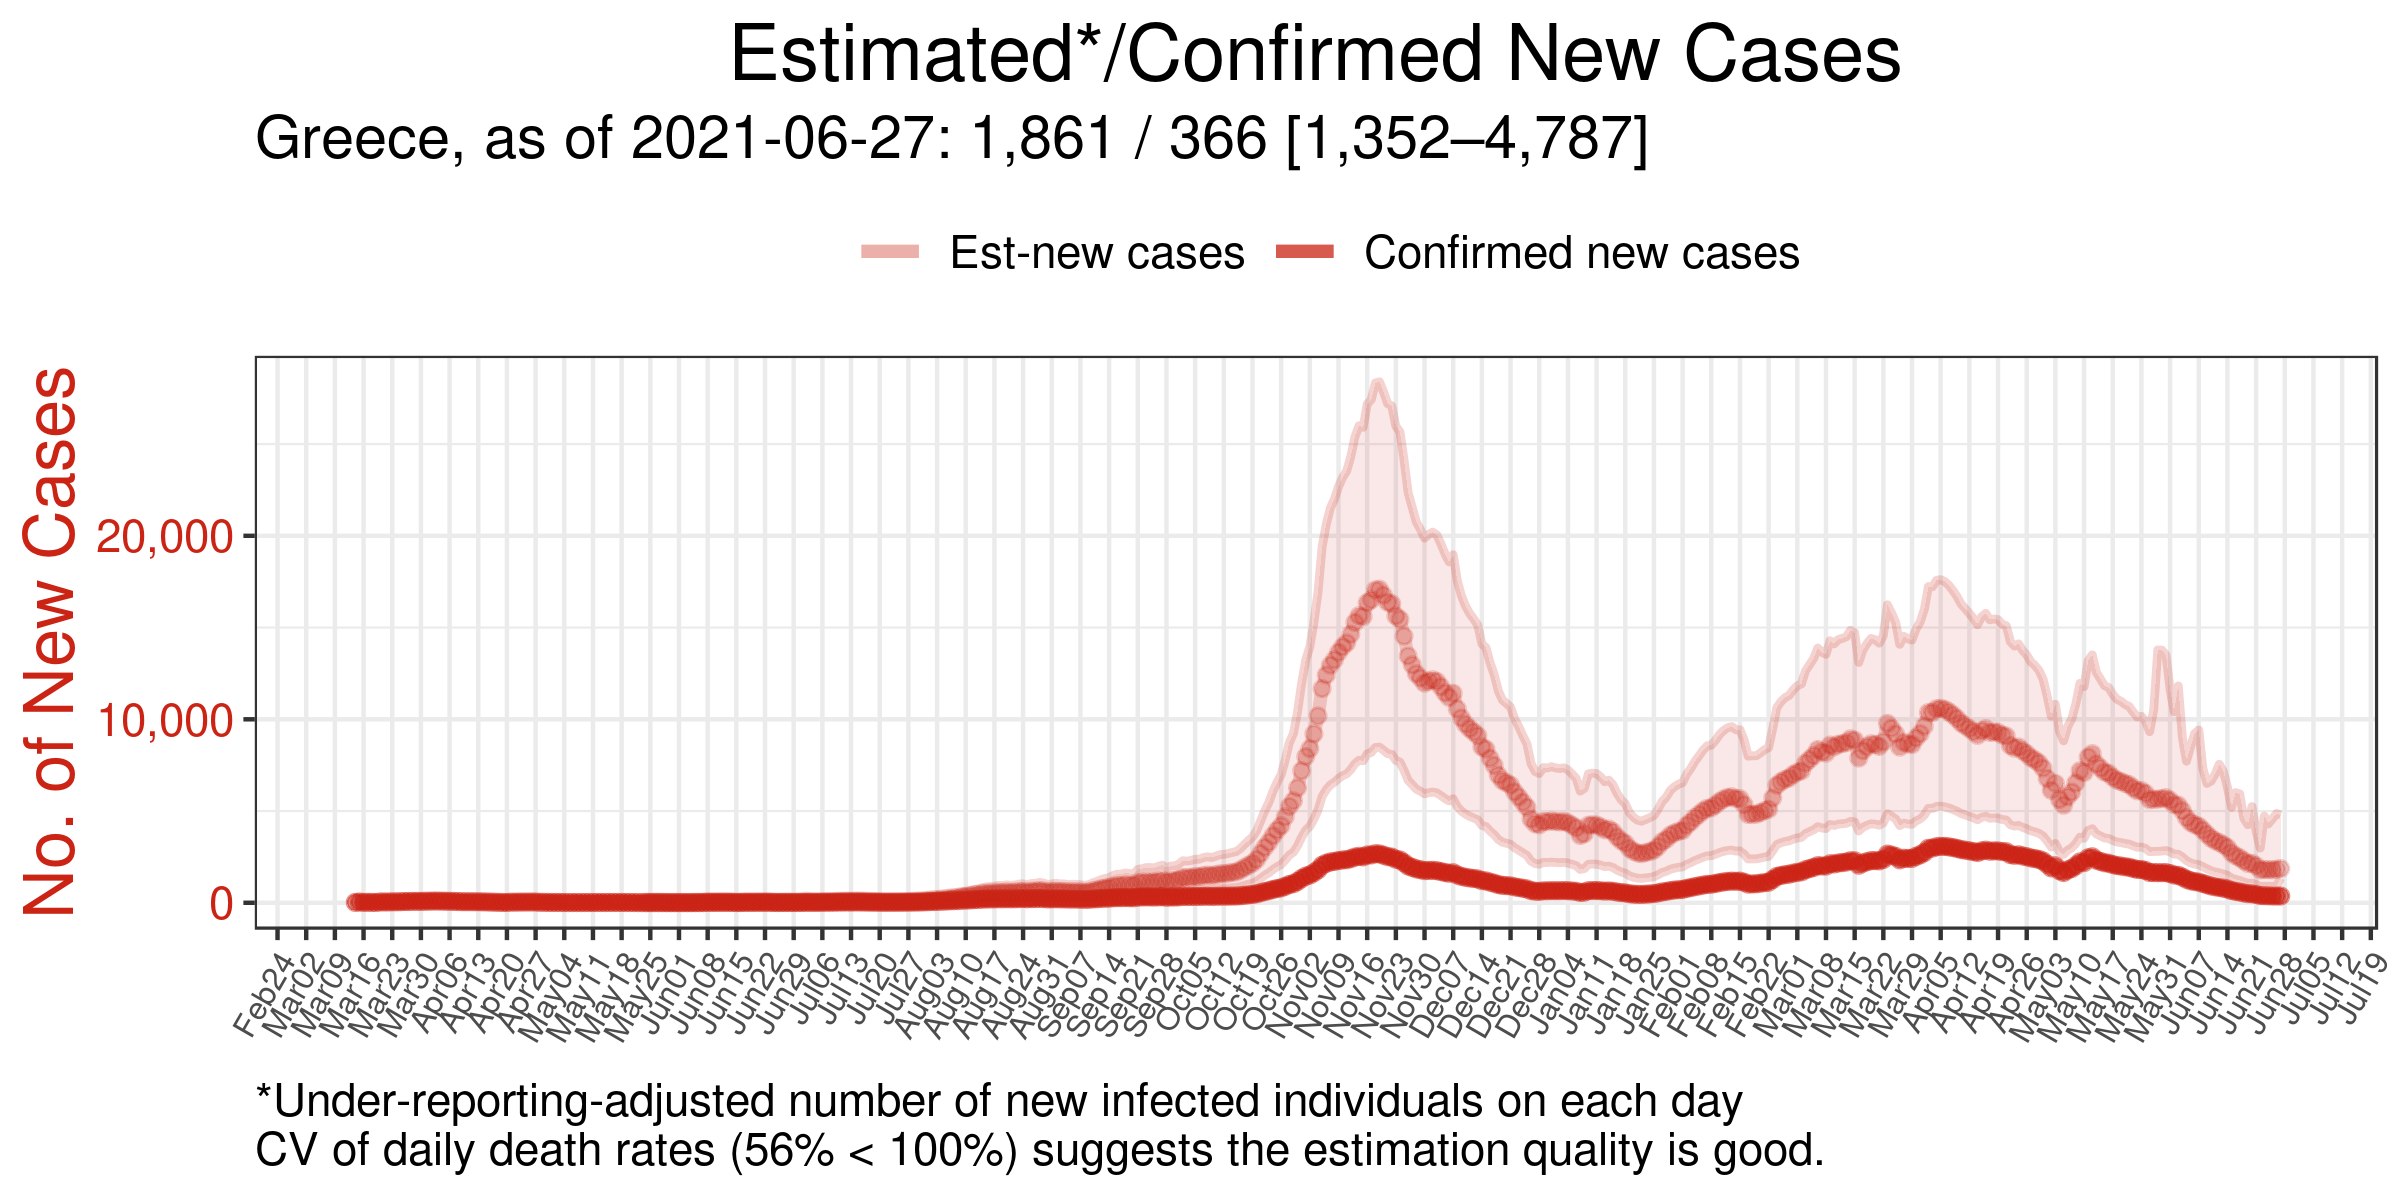 Estimated*/Confirmed New Cases
Greece, as of 2021-06-27: 1,861 / 366 [1,352–4,787]
Est-new cases
Confirmed new cases
No. of New Cases
20,000
10,000
0
Feb24
Mar02
Mar09
Mar16
Mar23
Mar30
Apr06
Apr13
Apr20
Apr27
May04
May11
May18
May25
Jun01
Jun08
Jun15
Jun22
Jun29
Jul06
Jul13
Jul20
Jul27
Aug03
Aug10
Aug17
Aug24
Aug31
Sep07
Sep14
Sep21
Sep28
Oct05
Oct12
Oct19
Oct26
Nov02
Nov09
Nov16
Nov23
Nov30
Dec07
Dec14
Dec21
Dec28
Jan04
Jan11
Jan18
Jan25
Feb01
Feb08
Feb15
Feb22
Mar01
Mar08
Mar15
Mar22
Mar29
Apr05
Apr12
Apr19
Apr26
May03
May10
May17
May24
May31
Jun07
Jun14
Jun21
Jun28
Jul05
Jul12
Jul19
*Under-reporting-adjusted number of new infected individuals on each day
CV of daily death rates (56% < 100%) suggests the estimation quality is good.